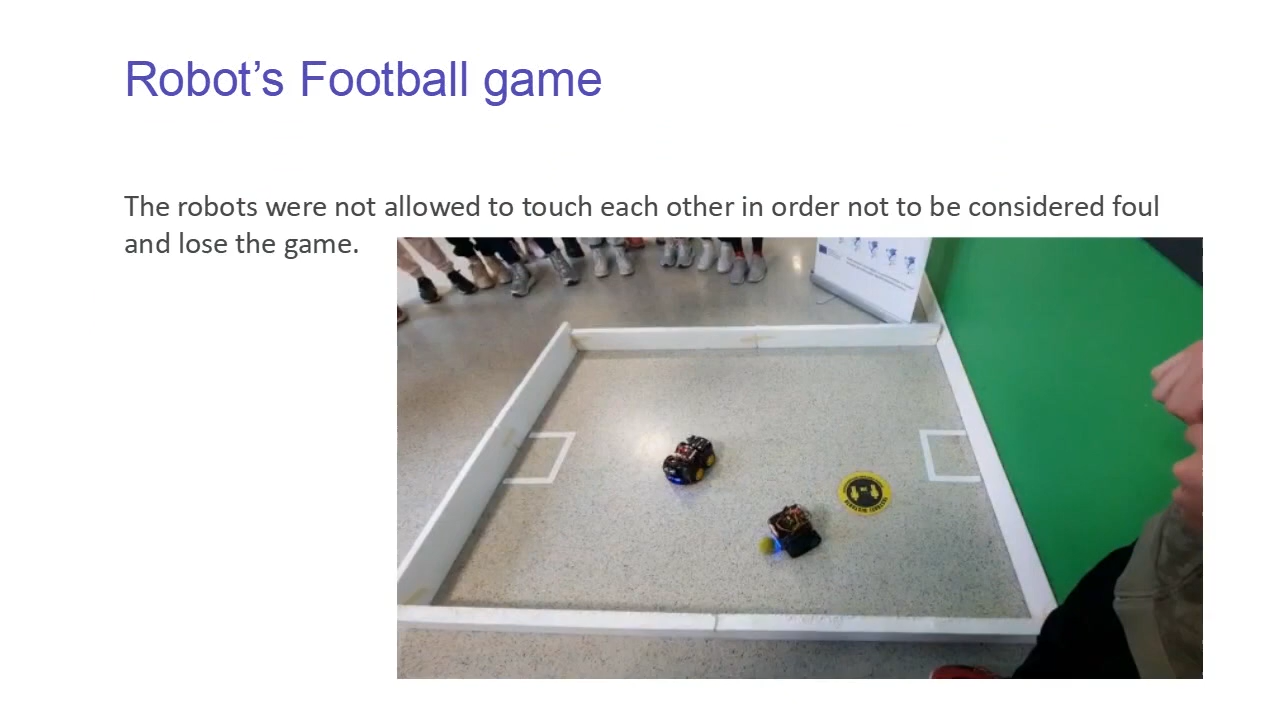 Robot’s Football game
The robots were not allowed to touch each other in order not to be considered foul
and lose the game.